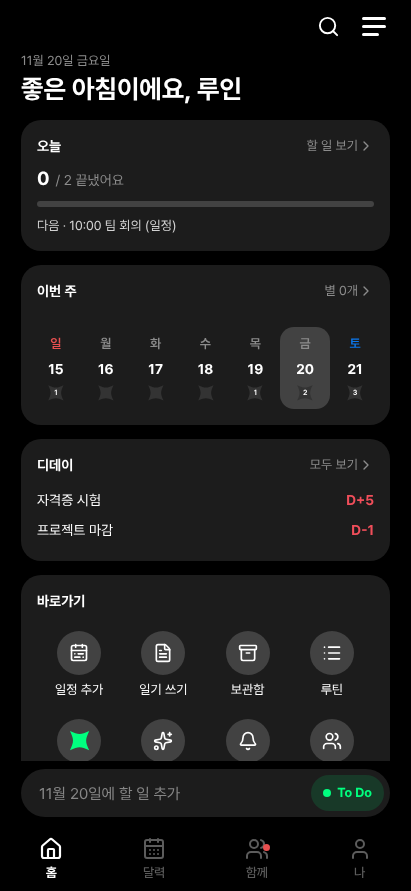 11월 20일 금요일
좋은 아침이에요, 루인
오늘 할 일 보기
0 / 2 끝냈어요
다음 · 10:00 팀 회의 (일정)
이번 주 별 0개
일 월 화 수 목 금 토
15 16 17 18 19 20 21
1 1 2 3
디데이 모두 보기
자격증 시험 D+5
프로젝트 마감 D-1
바로가기
일정 추가 일기 쓰기 보관함 루틴
11월 20일에 할 일 추가 To Do
홈 달력 함께 나